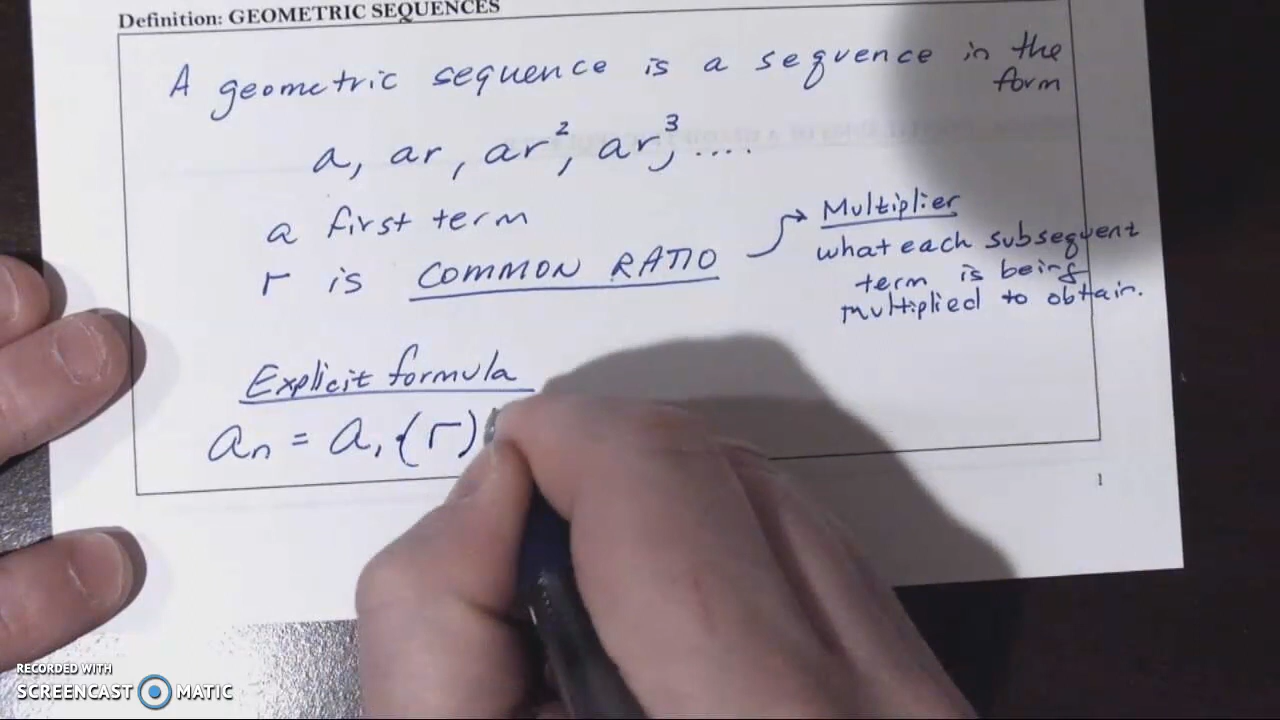 Definition: GEOMETRIC SEQUENCES
A geometric sequence is a sequence in the
form
a, ar, ar², ar³, ....
a first term
r is COMMON RATIO
Multiplier
what each subsequent
term is being
multiplied to obtain.
Explicit formula
aₙ = a₁·(r)
1
RECORDED WITH
SCREENCAST MATIC